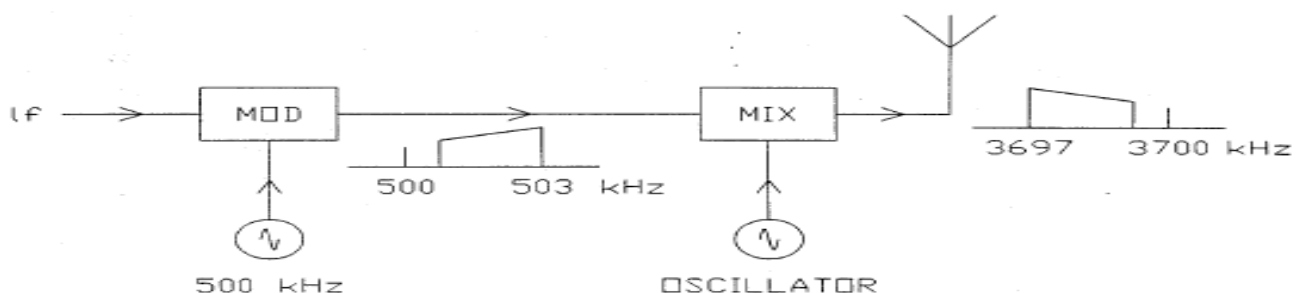 lf
MOD
MIX
500 503 kHz
3697 3700 kHz
500 kHz
OSCILLATOR